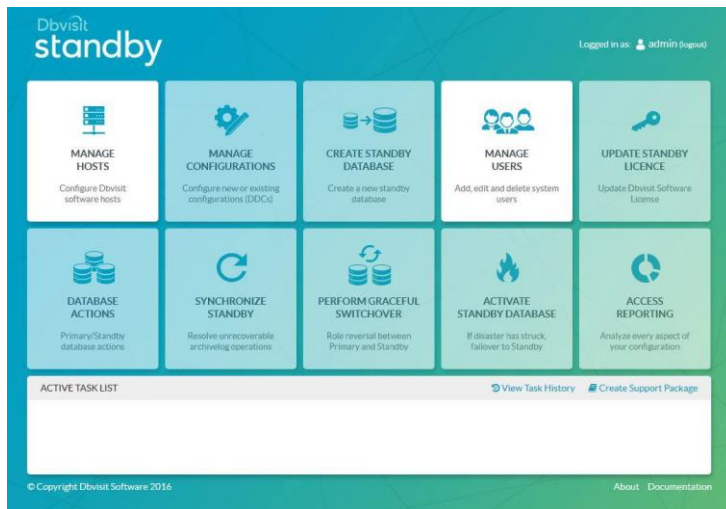 Dbvisit
standby
Logged in as: admin (logout)
MANAGE
HOSTS
Configure Dbvisit
software hosts
MANAGE
CONFIGURATIONS
Configure new or existing
configurations (DDCs)
CREATE STANDBY
DATABASE
Create a new standby
database
MANAGE
USERS
Add, edit and delete system
users
UPDATE STANDBY
LICENCE
Update Dbvisit Software
License
DATABASE
ACTIONS
Primary/Standby
database actions
SYNCHRONIZE
STANDBY
Resolve unrecoverable
archivelog operations
PERFORM GRACEFUL
SWITCHOVER
Role reversal between
Primary and Standby
ACTIVATE
STANDBY DATABASE
If disaster has struck,
failover to Standby
ACCESS
REPORTING
Analyze every aspect of
your configuration
ACTIVE TASK LIST
View Task History
Create Support Package
© Copyright Dbvisit Software 2016
About Documentation